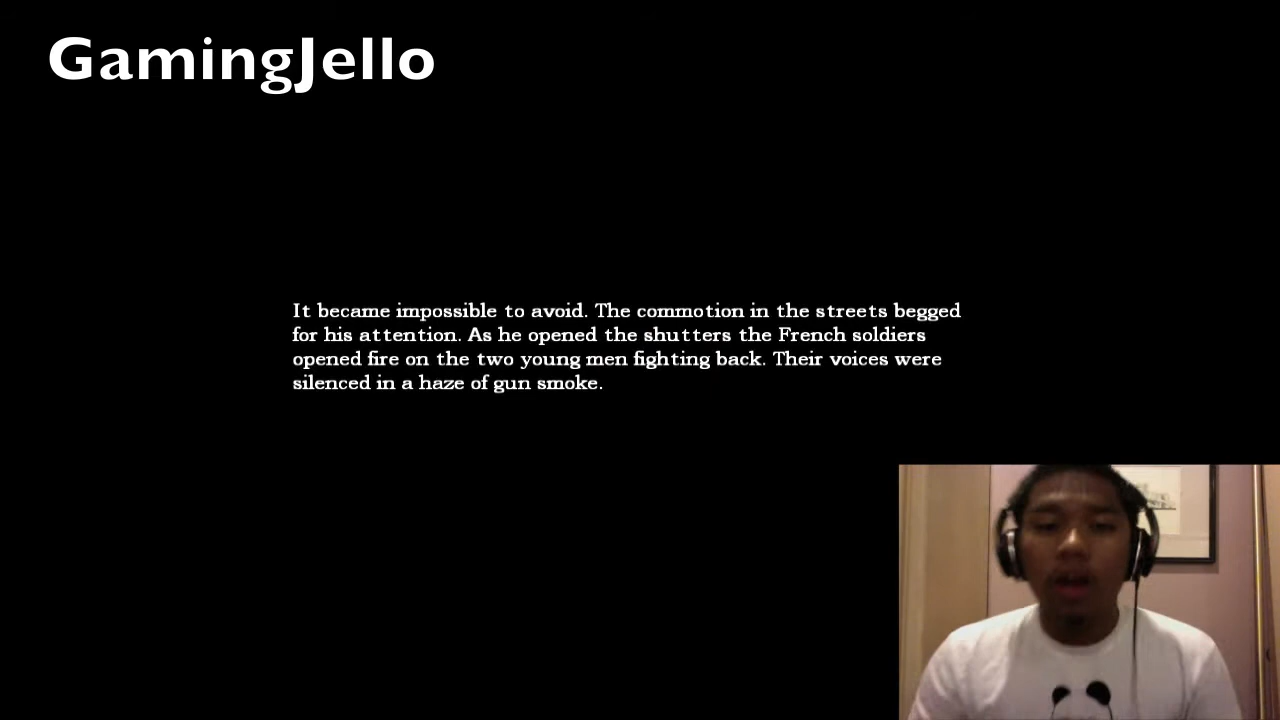 GamingJello
It became impossible to avoid. The commotion in the streets begged
for his attention. As he opened the shutters the French soldiers
opened fire on the two young men fighting back. Their voices were
silenced in a haze of gun smoke.